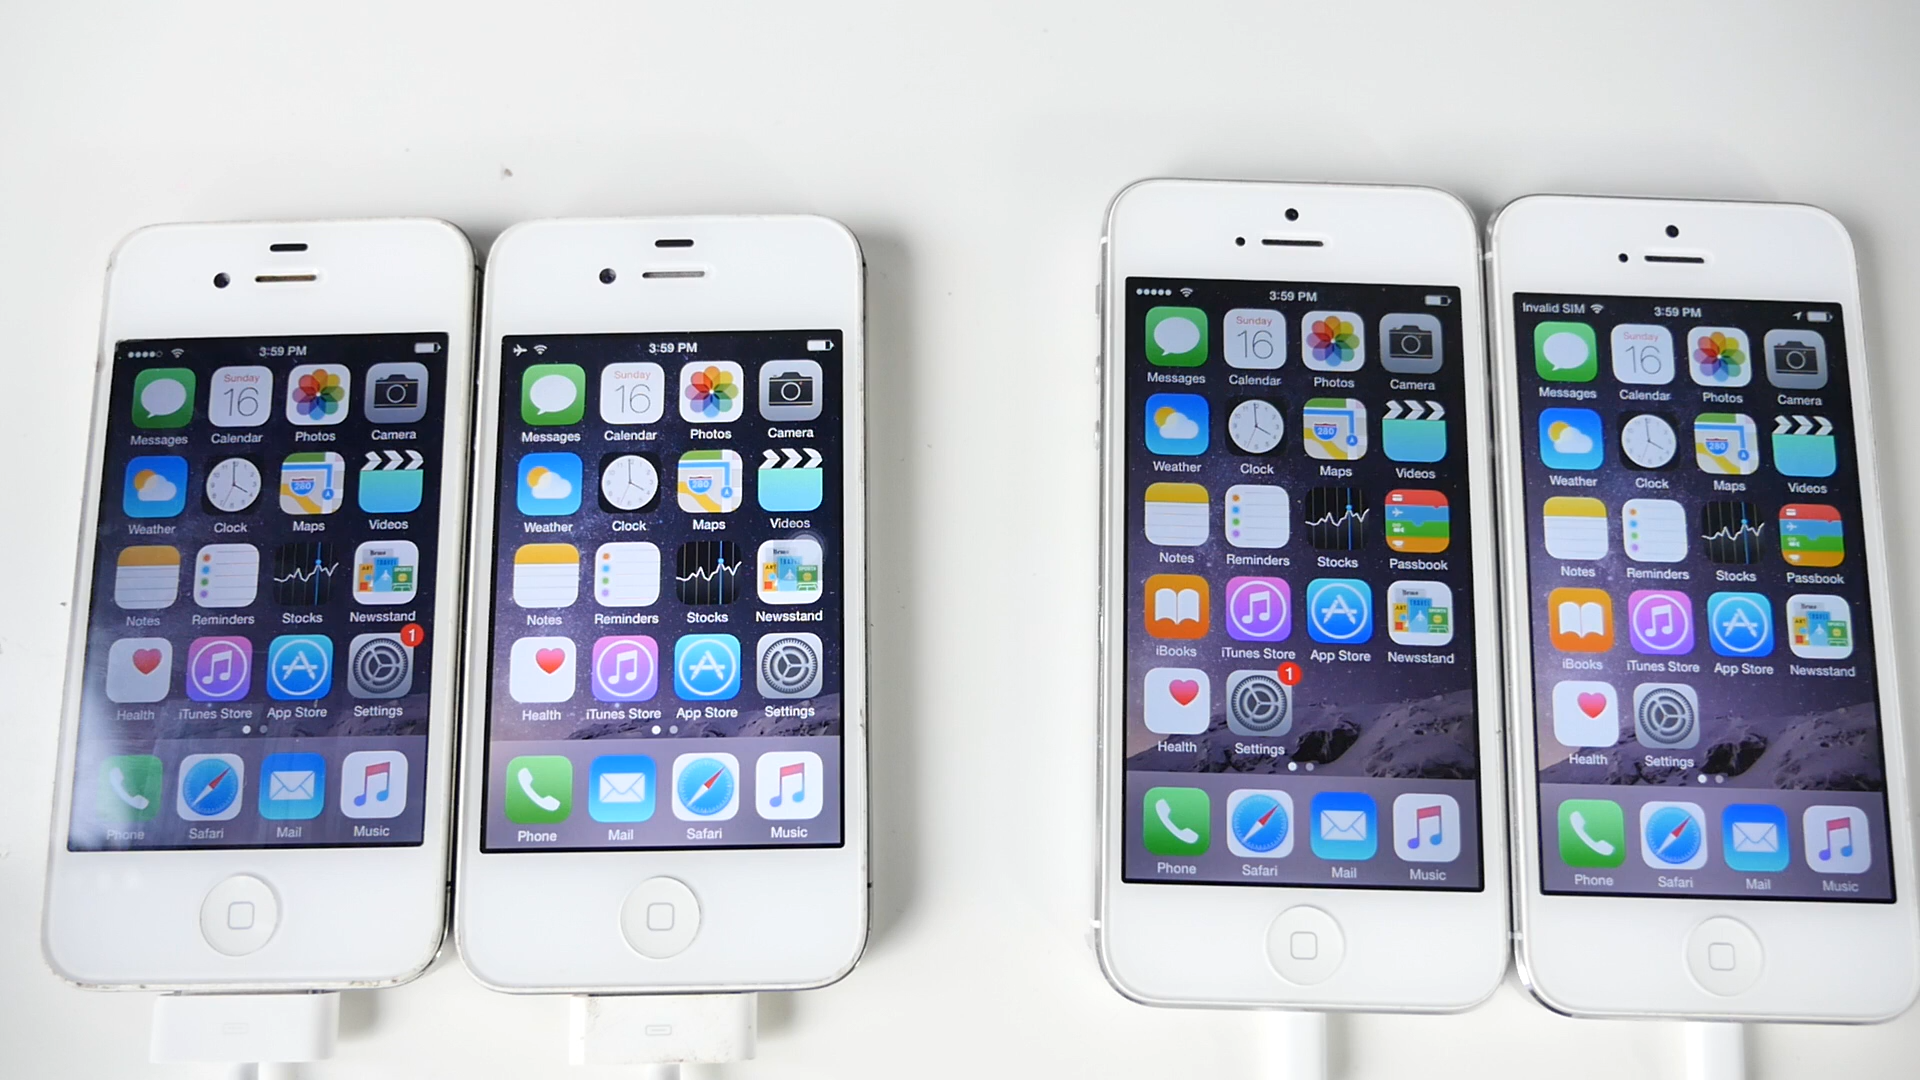 3:59 PM
Sunday
16
Messages Calendar Photos Camera
280
Weather Clock Maps Videos
Notes Reminders Stocks Newsstand
1
Health iTunes Store App Store Settings
Phone Safari Mail Music
3:59 PM
Sunday
16
Messages Calendar Photos Camera
280
Weather Clock Maps Videos
Notes Reminders Stocks Newsstand
Health iTunes Store App Store Settings
Phone Mail Safari Music
3:59 PM
Sunday
16
Messages Calendar Photos Camera
280
Weather Clock Maps Videos
Notes Reminders Stocks Passbook
iBooks iTunes Store App Store Newsstand
1
Health Settings
Phone Safari Mail Music
Invalid SIM 3:59 PM
Sunday
16
Messages Calendar Photos Camera
280
Weather Clock Maps Videos
Notes Reminders Stocks Passbook
iBooks iTunes Store App Store Newsstand
Health Settings
Phone Safari Mail Music